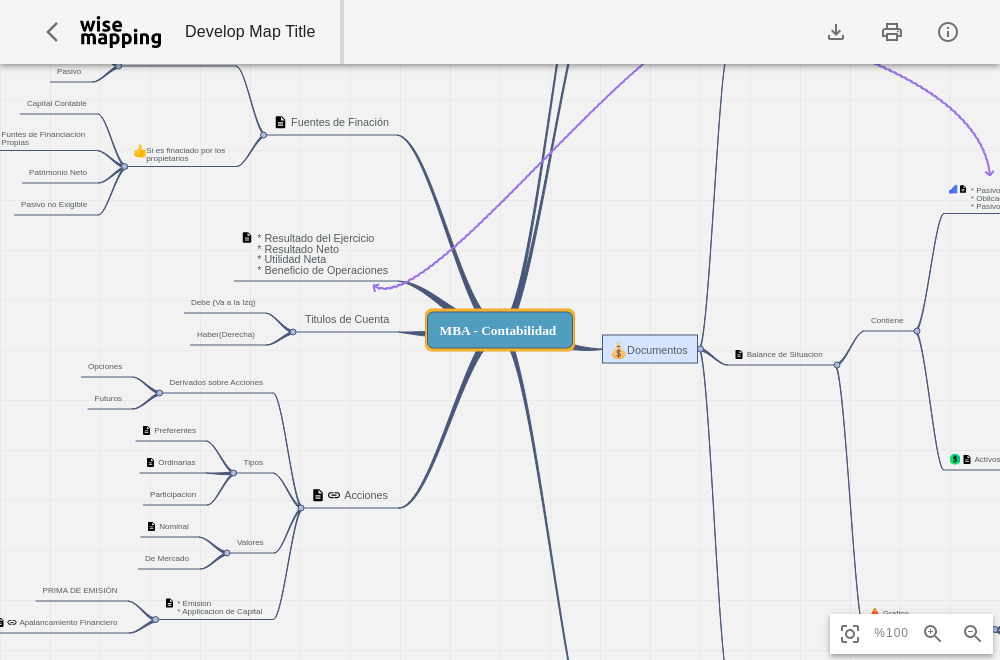 wise
mapping
Develop Map Title
Pasivo
Capital Contable
Funtes de Financiacion
Propias
Patrimonio Neto
Pasivo no Exigible
Si es finaciado por los
propietarios
Fuentes de Finación
* Resultado del Ejercicio
* Resultado Neto
* Utilidad Neta
* Beneficio de Operaciones
Debe (Va a la Izq)
Haber(Derecha)
Titulos de Cuenta
MBA - Contabilidad
Documentos
Balance de Situacion
Contiene
* Pasivo
* Oblica
* Pasivo
Activos
Grafico
Opciones
Futuros
Derivados sobre Acciones
Preferentes
Ordinarias
Participacion
Tipos
Nominal
De Mercado
Valores
Acciones
PRIMA DE EMISIÓN
Apalancamiento Financiero
* Emision
* Applicacion de Capital
%100